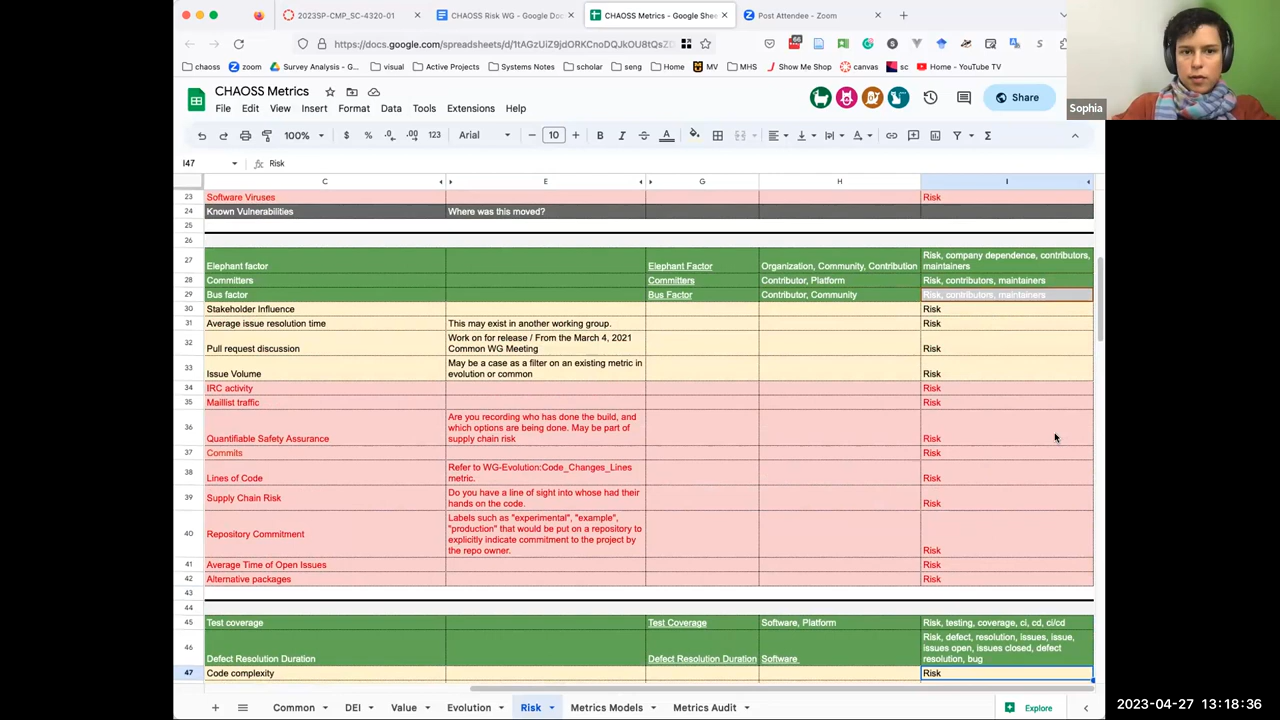 2023SP-CMP_SC-4320-01
CHAOSS Risk WG - Google Doc
CHAOSS Metrics - Google Shee
Post Attendee - Zoom
https://docs.google.com/spreadsheets/d/1tAGzUiZ9jdORKCnoDQJkOU8tQsZ
66
chaoss
zoom
Survey Analysis - G...
visual
Active Projects
Systems Notes
scholar
seng
Home
MV
MHS
Show Me Shop
canvas
sc
Home - YouTube TV
Sophia
CHAOSS Metrics
File Edit View Insert Format Data Tools Extensions Help
Share
100% $ % .0 .00 123 Arial 10 B I A
I47 fx Risk
C E G H I
23 Software Viruses Risk
24 Known Vulnerabilities Where was this moved?
25
26
27 Elephant factor Elephant Factor Organization, Community, Contribution Risk, company dependence, contributors,
maintainers
28 Committers Committers Contributor, Platform Risk, contributors, maintainers
29 Bus factor Bus Factor Contributor, Community Risk, contributors, maintainers
30 Stakeholder Influence Risk
31 Average issue resolution time This may exist in another working group. Risk
32 Pull request discussion Work on for release / From the March 4, 2021
Common WG Meeting Risk
33 Issue Volume May be a case as a filter on an existing metric in
evolution or common Risk
34 IRC activity Risk
35 Maillist traffic Risk
36 Quantifiable Safety Assurance Are you recording who has done the build, and
which options are being done. May be part of
supply chain risk Risk
37 Commits Risk
38 Lines of Code Refer to WG-Evolution:Code_Changes_Lines
metric. Risk
39 Supply Chain Risk Do you have a line of sight into whose had their
hands on the code. Risk
40 Repository Commitment Labels such as "experimental", "example",
"production" that would be put on a repository to
explicitly indicate commitment to the project by
the repo owner. Risk
41 Average Time of Open Issues Risk
42 Alternative packages Risk
43
44
45 Test coverage Test Coverage Software, Platform Risk, testing, coverage, ci, cd, ci/cd
46 Defect Resolution Duration Defect Resolution Duration Software Risk, defect, resolution, issues, issue,
issues open, issues closed, defect
resolution, bug
47 Code complexity Risk
Common DEI Value Evolution Risk Metrics Models Metrics Audit
Explore
2023-04-27 13:18:36